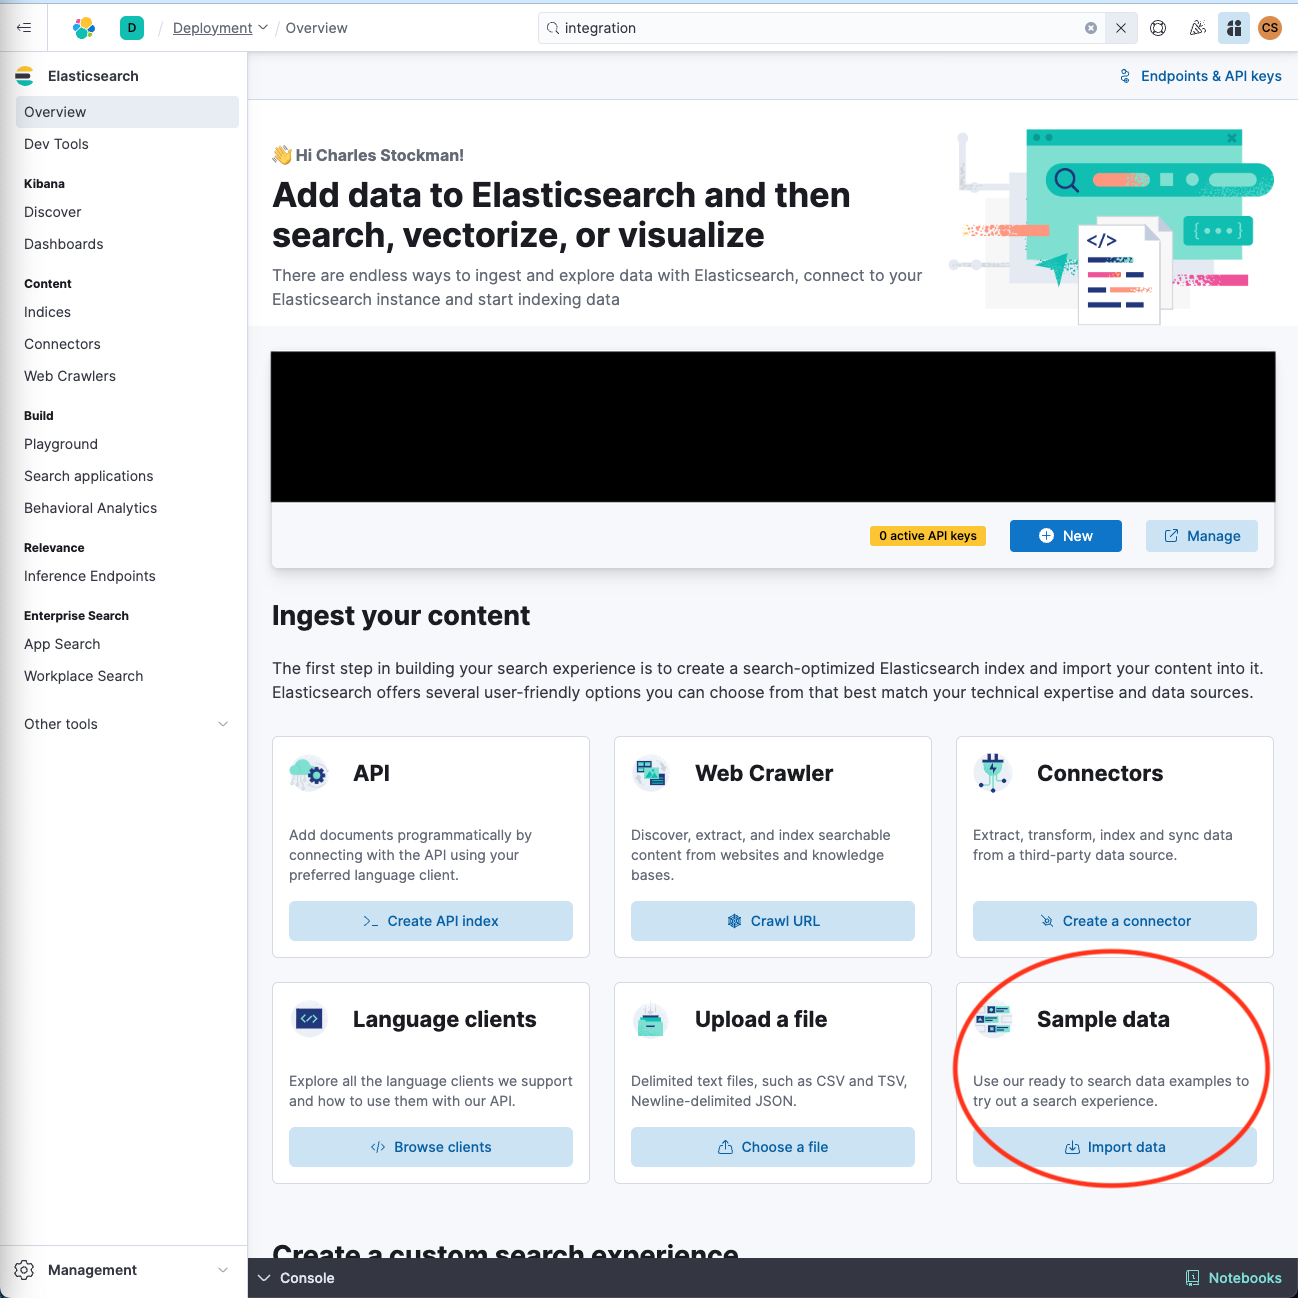 D
Deployment
Overview
integration
CS
Elasticsearch
Overview
Dev Tools
Kibana
Discover
Dashboards
Content
Indices
Connectors
Web Crawlers
Build
Playground
Search applications
Behavioral Analytics
Relevance
Inference Endpoints
Enterprise Search
App Search
Workplace Search
Other tools
Management
Endpoints & API keys
👋 Hi Charles Stockman!
Add data to Elasticsearch and then
search, vectorize, or visualize
There are endless ways to ingest and explore data with Elasticsearch, connect to your
Elasticsearch instance and start indexing data
</>
{•••}
0 active API keys
New
Manage
Ingest your content
The first step in building your search experience is to create a search-optimized Elasticsearch index and import your content into it.
Elasticsearch offers several user-friendly options you can choose from that best match your technical expertise and data sources.
API
Add documents programmatically by
connecting with the API using your
preferred language client.
Create API index
Web Crawler
Discover, extract, and index searchable
content from websites and knowledge
bases.
Crawl URL
Connectors
Extract, transform, index and sync data
from a third-party data source.
Create a connector
Language clients
Explore all the language clients we support
and how to use them with our API.
Browse clients
Upload a file
Delimited text files, such as CSV and TSV,
Newline-delimited JSON.
Choose a file
Sample data
Use our ready to search data examples to
try out a search experience.
Import data
Create a custom search experience
Console
Notebooks